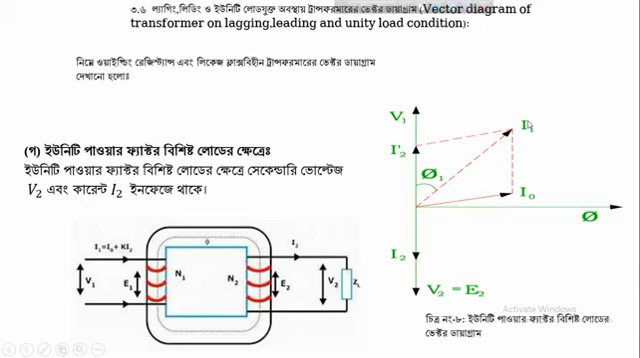 ৩.৬ ল্যাগিং,লিডিং ও ইউনিটি লোডযুক্ত অবস্থায় ট্রান্সফরমারের ভেক্টর ডায়াগ্রাম (Vector diagram of
transformer on lagging,leading and unity load condition):
নিম্নে ওয়াইন্ডিং রেজিস্ট্যান্স এবং লিকেজ ফ্লাক্সবিহীন ট্রান্সফরমারের ভেক্টর ডায়াগ্রাম
দেখানো হলোঃ
(গ) ইউনিটি পাওয়ার ফ্যাক্টর বিশিষ্ট লোডের ক্ষেত্রেঃ
ইউনিটি পাওয়ার ফ্যাক্টর বিশিষ্ট লোডের ক্ষেত্রে সেকেন্ডারি ভোল্টেজ
V₂ এবং কারেন্ট I₂ ইনফেজে থাকে।
I₁=I₀+ KI₂
ϕ
I₂
V₁
E₁
N₁
N₂
E₂
V₂
Z_L
V₁
I₁
I'₂
Ø₁
I₀
Ø
I₂
V₂ = E₂
Activate Windows
চিত্র নং-৮: ইউনিটি পাওয়ার ফ্যাক্টর বিশিষ্ট লোডের
ভেক্টর ডায়াগ্রাম